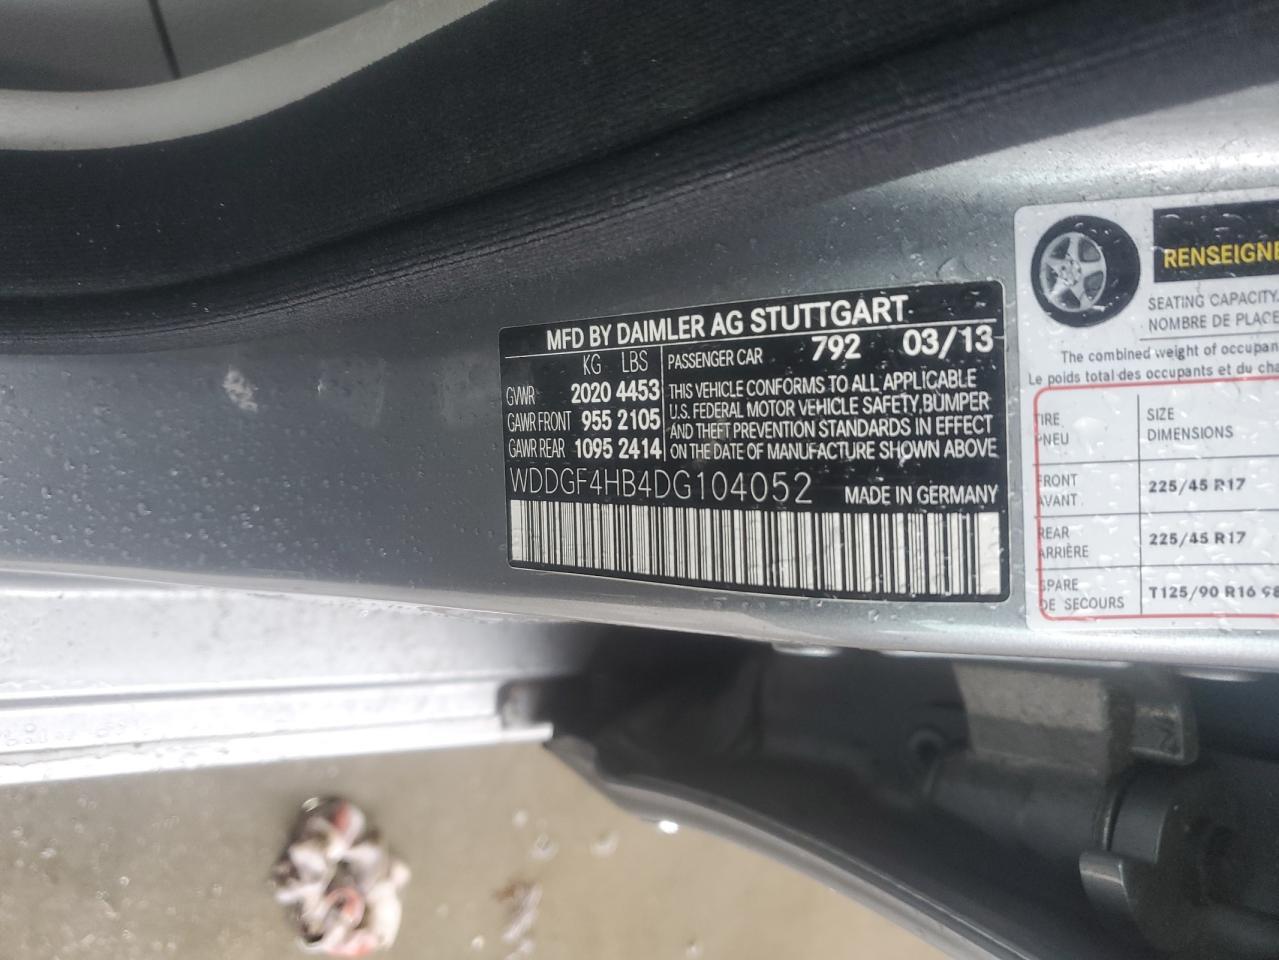 MFD BY DAIMLER AG STUTTGART
KG LBS
GVWR 2020 4453
GAWR FRONT 955 2105
GAWR REAR 1095 2414
PASSENGER CAR 792 03/13
THIS VEHICLE CONFORMS TO ALL APPLICABLE
U.S. FEDERAL MOTOR VEHICLE SAFETY, BUMPER
AND THEFT PREVENTION STANDARDS IN EFFECT
ON THE DATE OF MANUFACTURE SHOWN ABOVE
WDDGF4HB4DG104052 MADE IN GERMANY
RENSEIGNE
SEATING CAPACITY
NOMBRE DE PLACE
The combined weight of occupan
Le poids total des occupants et du cha
TIRE SIZE
PNEU DIMENSIONS
FRONT
AVANT 225/45 R17
REAR
ARRIÈRE 225/45 R17
SPARE
DE SECOURS T125/90 R16 98